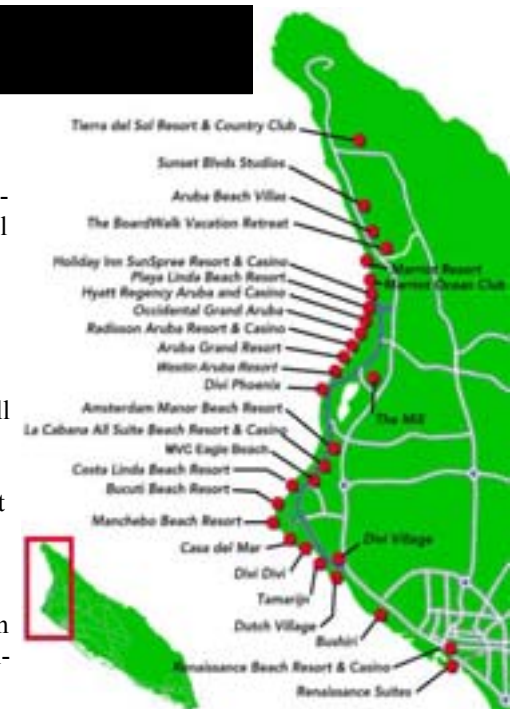 -
l
ll
t
n
-
Tierra del Sol Resort & Country Club
Sunset Blvds Studios
Aruba Beach Villas
The BoardWalk Vacation Retreat
Holiday Inn SunSpree Resort & Casino
Marriot Resort
Playa Linda Beach Resort
Marriot Ocean Club
Hyatt Regency Aruba and Casino
Occidental Grand Aruba
Radisson Aruba Resort & Casino
Aruba Grand Resort
Westin Aruba Resort
Divi Phoenix
Amsterdam Manor Beach Resort
The Mill
La Cabana All Suite Beach Resort & Casino
MVC Eagle Beach
Costa Linda Beach Resort
Bucuti Beach Resort
Manchebo Beach Resort
Casa del Mar
Divi Village
Divi Divi
Tamarijn
Dutch Village
Bushiri
Renaissance Beach Resort & Casino
Renaissance Suites